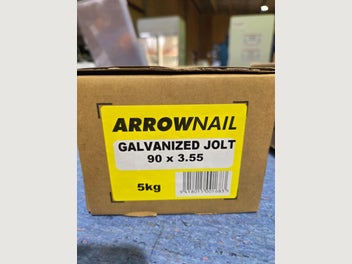 ARROWNAIL
GALVANIZED JOLT
90 x 3.55
5kg